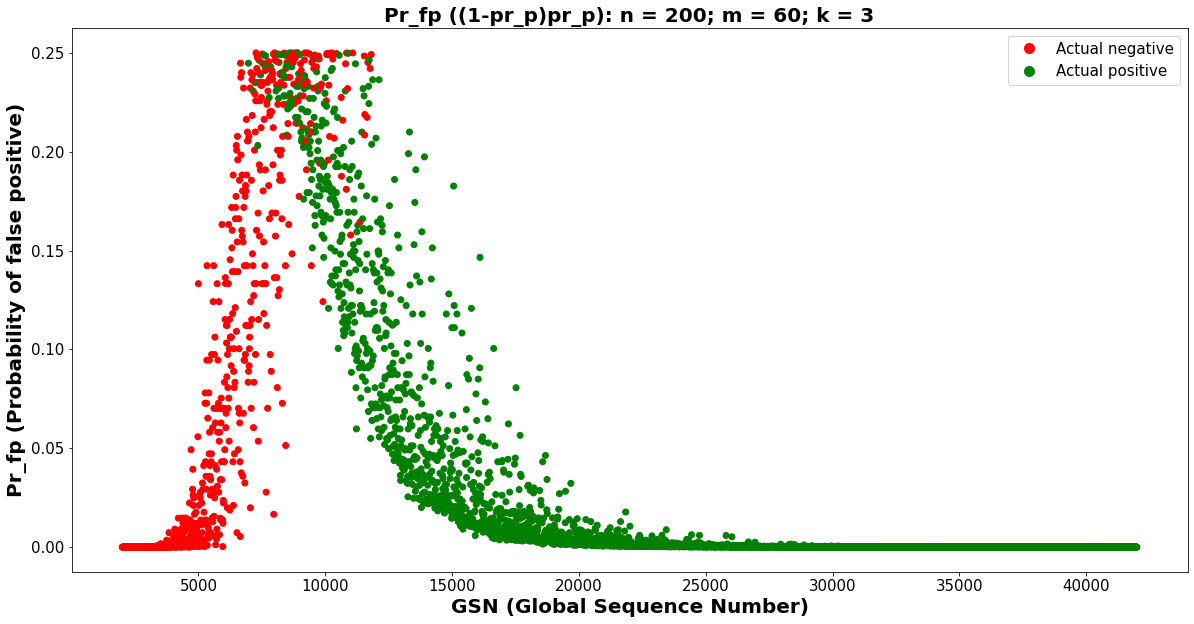 Pr_fp ((1-pr_p)pr_p): n = 200; m = 60; k = 3
Actual negative
Actual positive
Pr_fp (Probability of false positive)
0.25
0.20
0.15
0.10
0.05
0.00
5000 10000 15000 20000 25000 30000 35000 40000
GSN (Global Sequence Number)